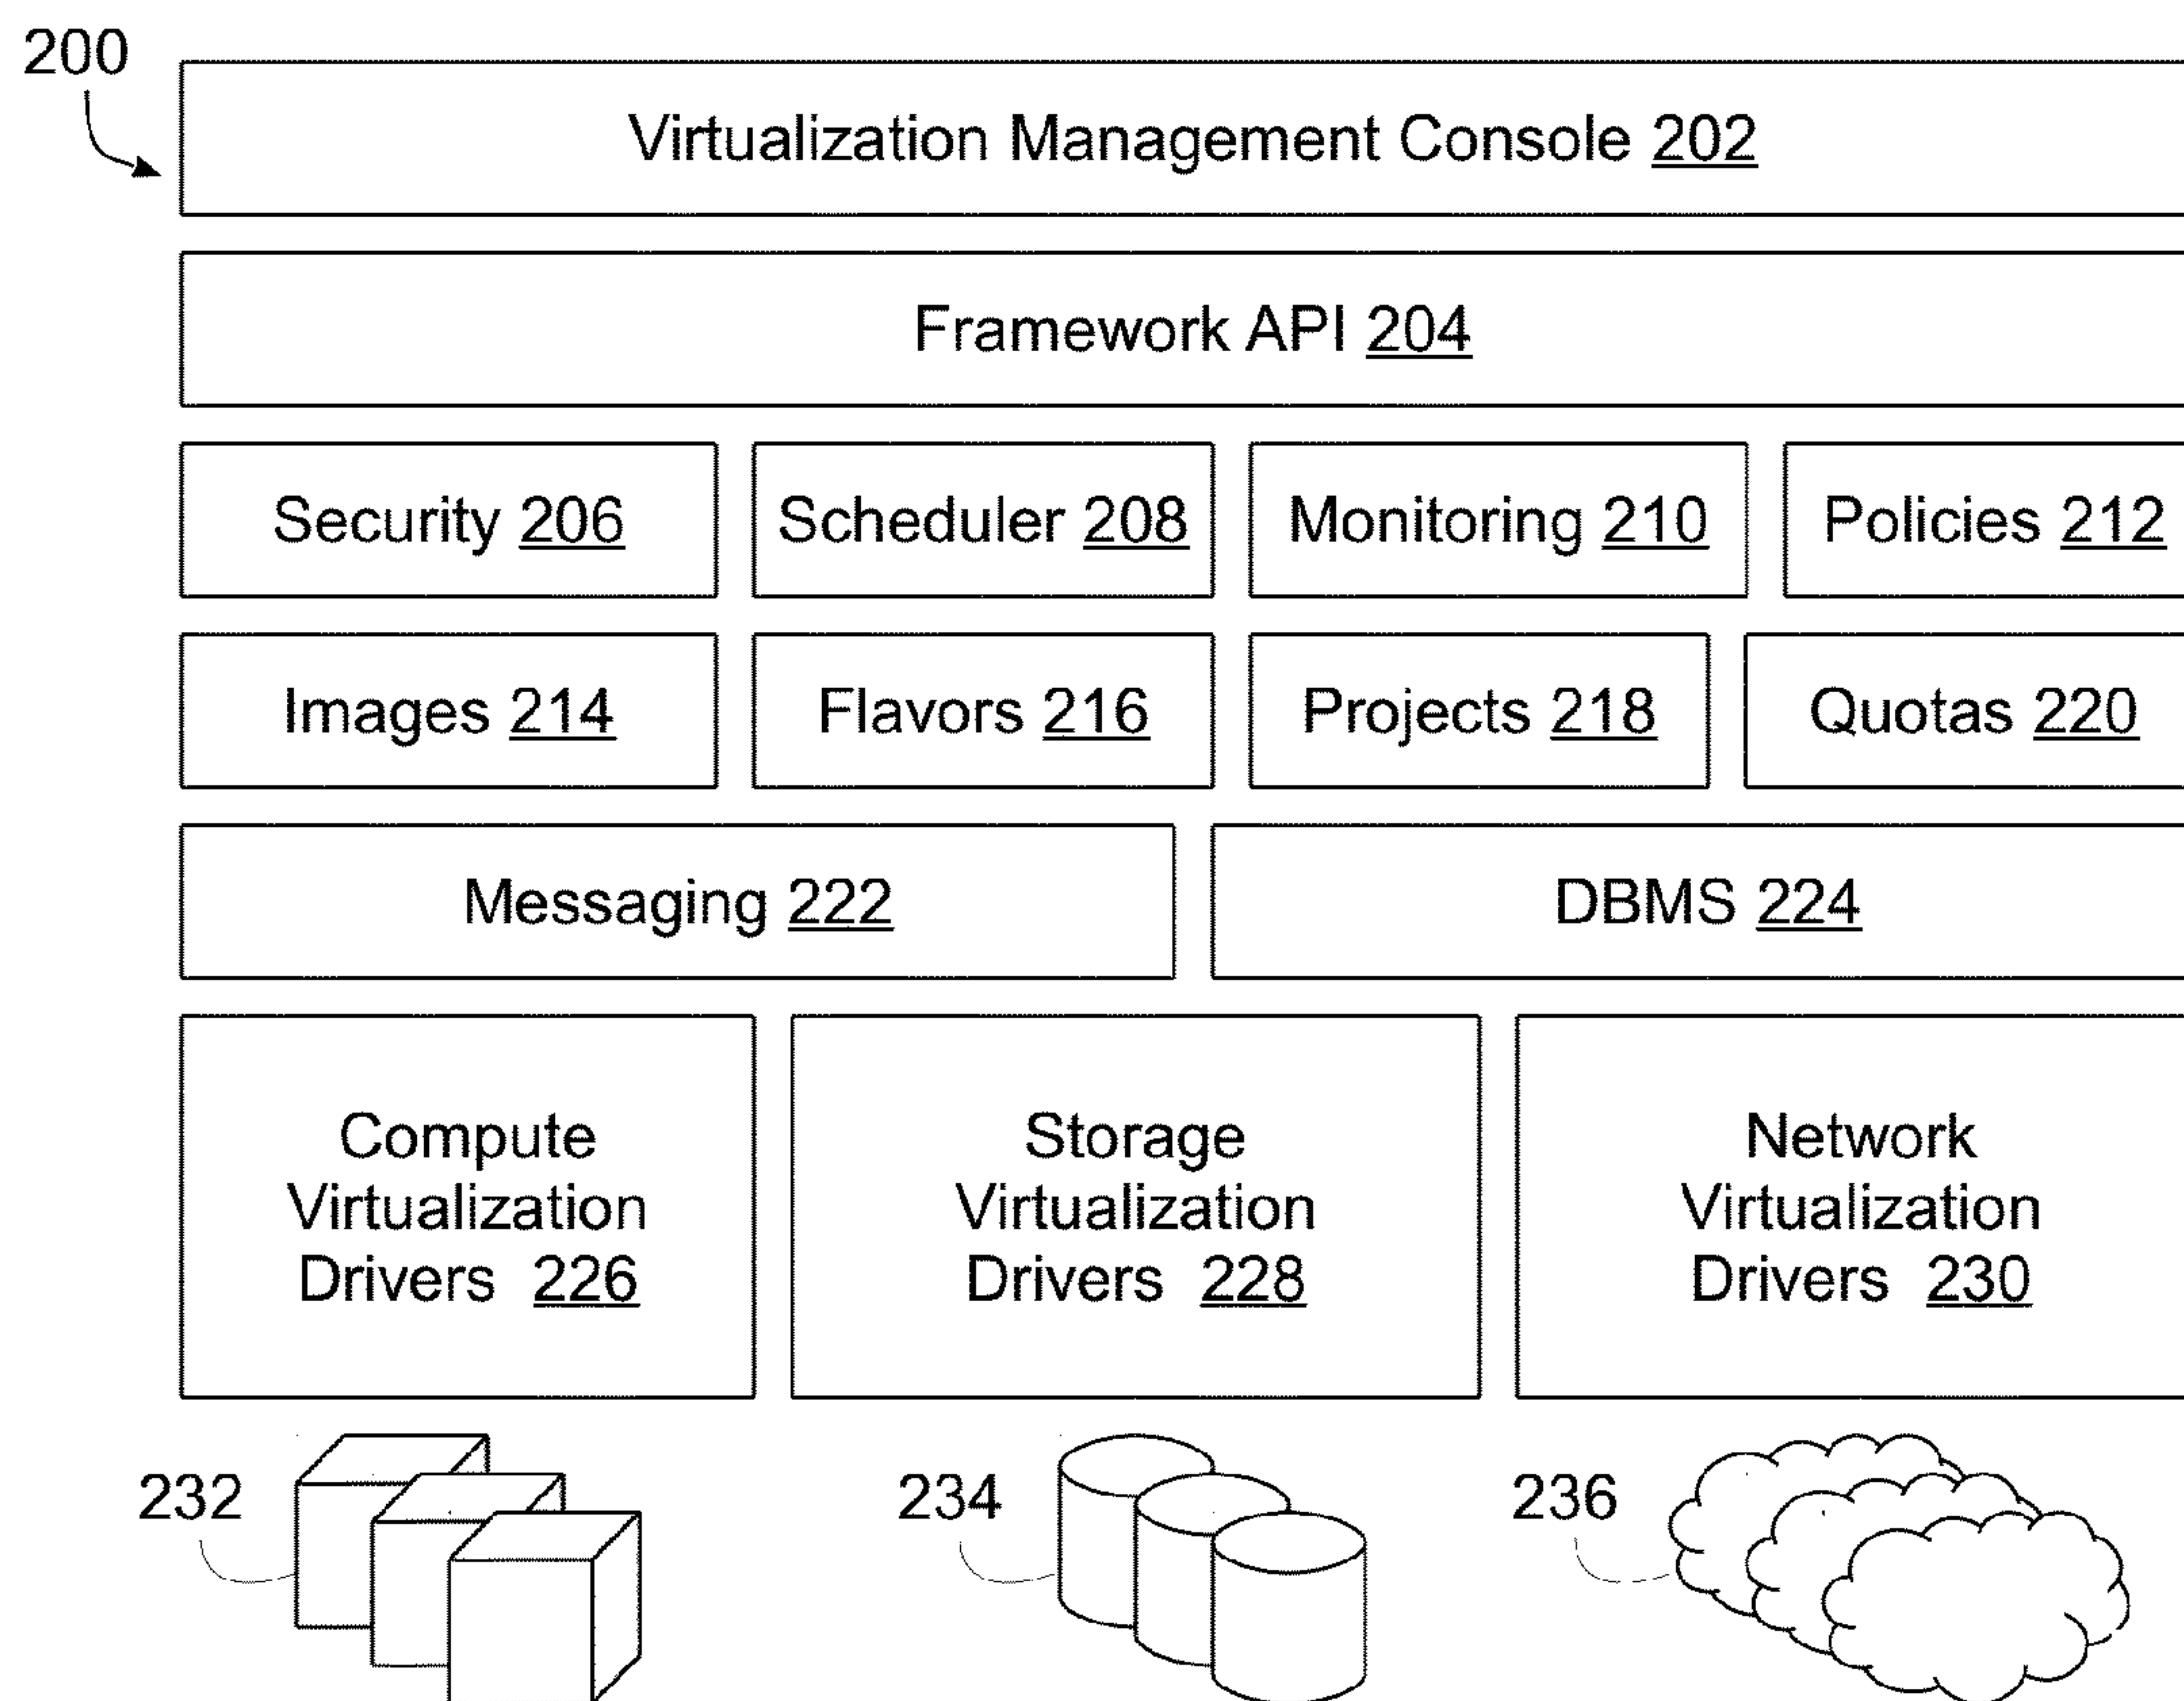 200
Virtualization Management Console 202
Framework API 204
Security 206
Scheduler 208
Monitoring 210
Policies 212
Images 214
Flavors 216
Projects 218
Quotas 220
Messaging 222
DBMS 224
Compute
Virtualization
Drivers 226
Storage
Virtualization
Drivers 228
Network
Virtualization
Drivers 230
232
234
236